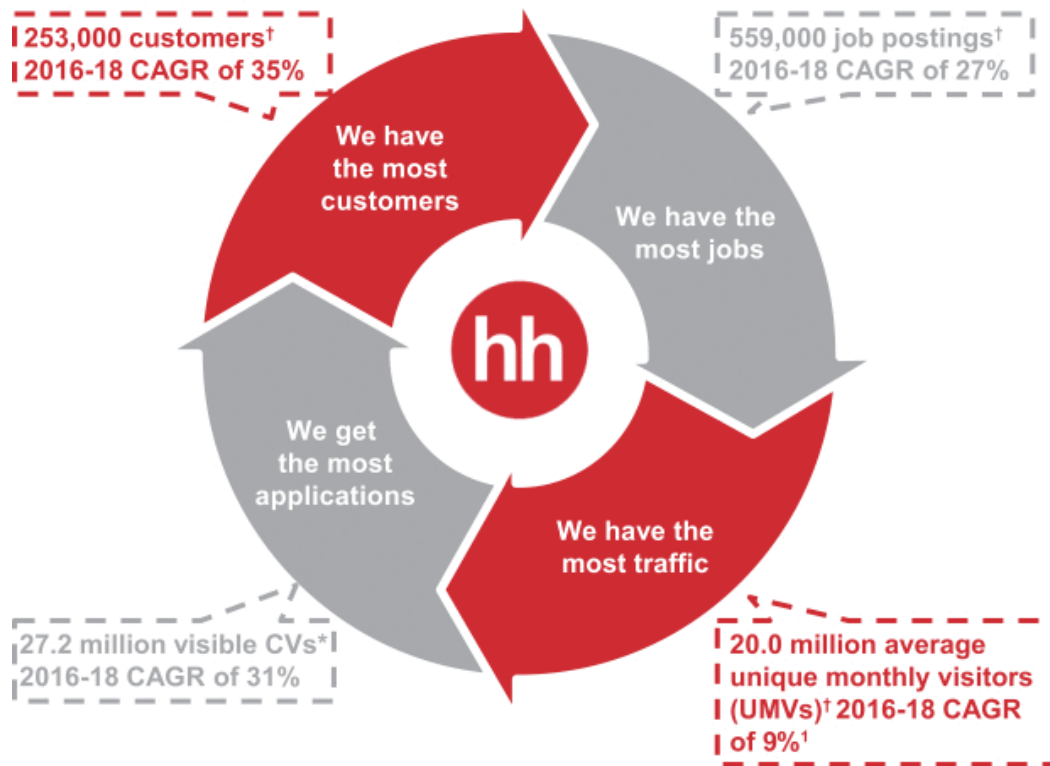 253,000 customers†
2016-18 CAGR of 35%
559,000 job postings†
2016-18 CAGR of 27%
We have
the most
customers
We have the
most jobs
hh
We get
the most
applications
We have the
most traffic
27.2 million visible CVs*
2016-18 CAGR of 31%
20.0 million average
unique monthly visitors
(UMVs)† 2016-18 CAGR
of 9%¹